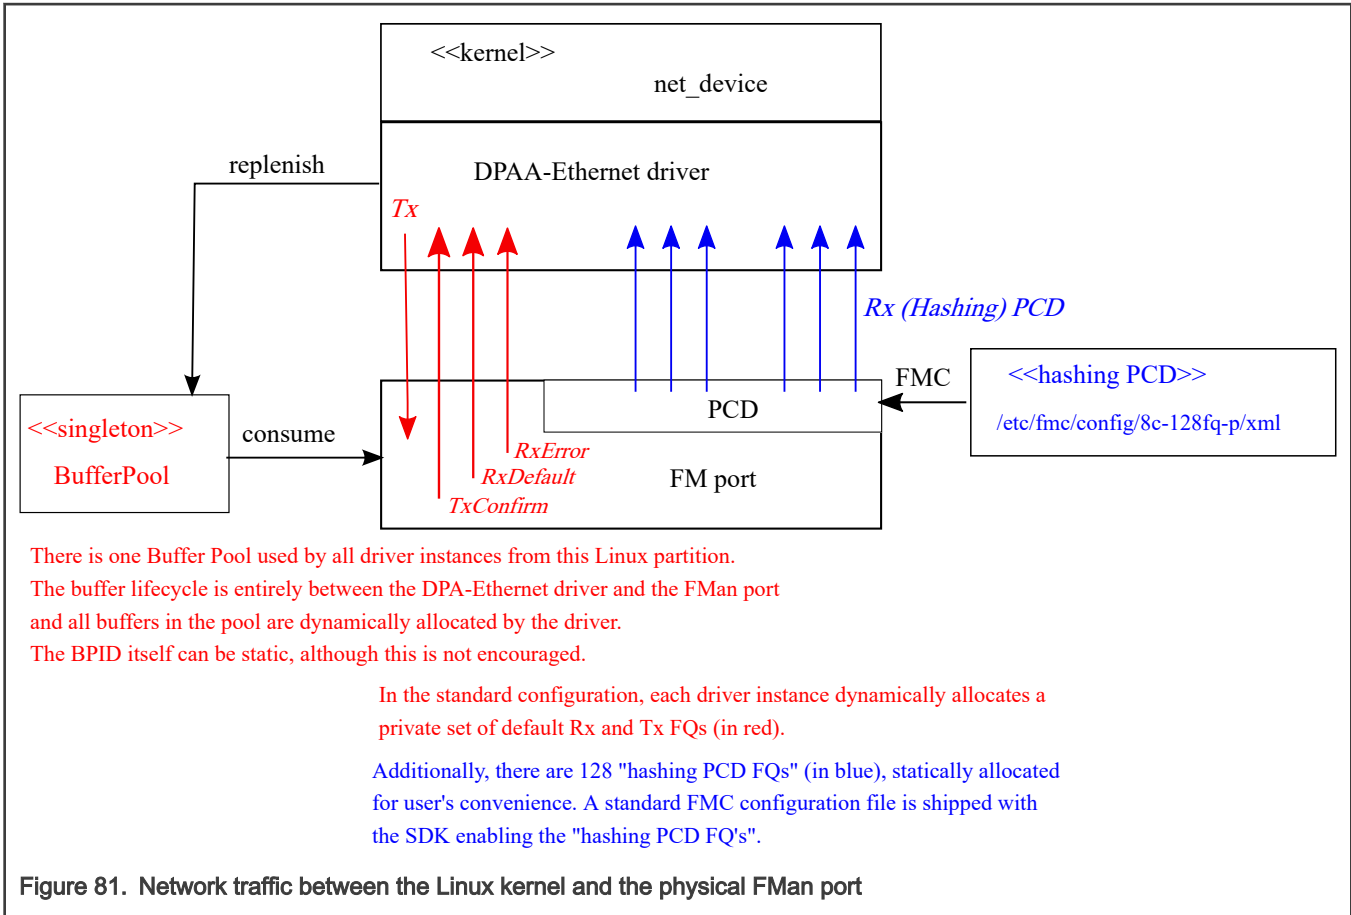 <<kernel>>
net_device
replenish
DPAA-Ethernet driver
Tx
Rx (Hashing) PCD
FMC
<<hashing PCD>>
/etc/fmc/config/8c-128fq-p/xml
PCD
<<singleton>>
BufferPool
consume
RxError
RxDefault
TxConfirm
FM port
There is one Buffer Pool used by all driver instances from this Linux partition.
The buffer lifecycle is entirely between the DPA-Ethernet driver and the FMan port
and all buffers in the pool are dynamically allocated by the driver.
The BPID itself can be static, although this is not encouraged.
In the standard configuration, each driver instance dynamically allocates a
private set of default Rx and Tx FQs (in red).
Additionally, there are 128 "hashing PCD FQs" (in blue), statically allocated
for user's convenience. A standard FMC configuration file is shipped with
the SDK enabling the "hashing PCD FQ's".
Figure 81. Network traffic between the Linux kernel and the physical FMan port